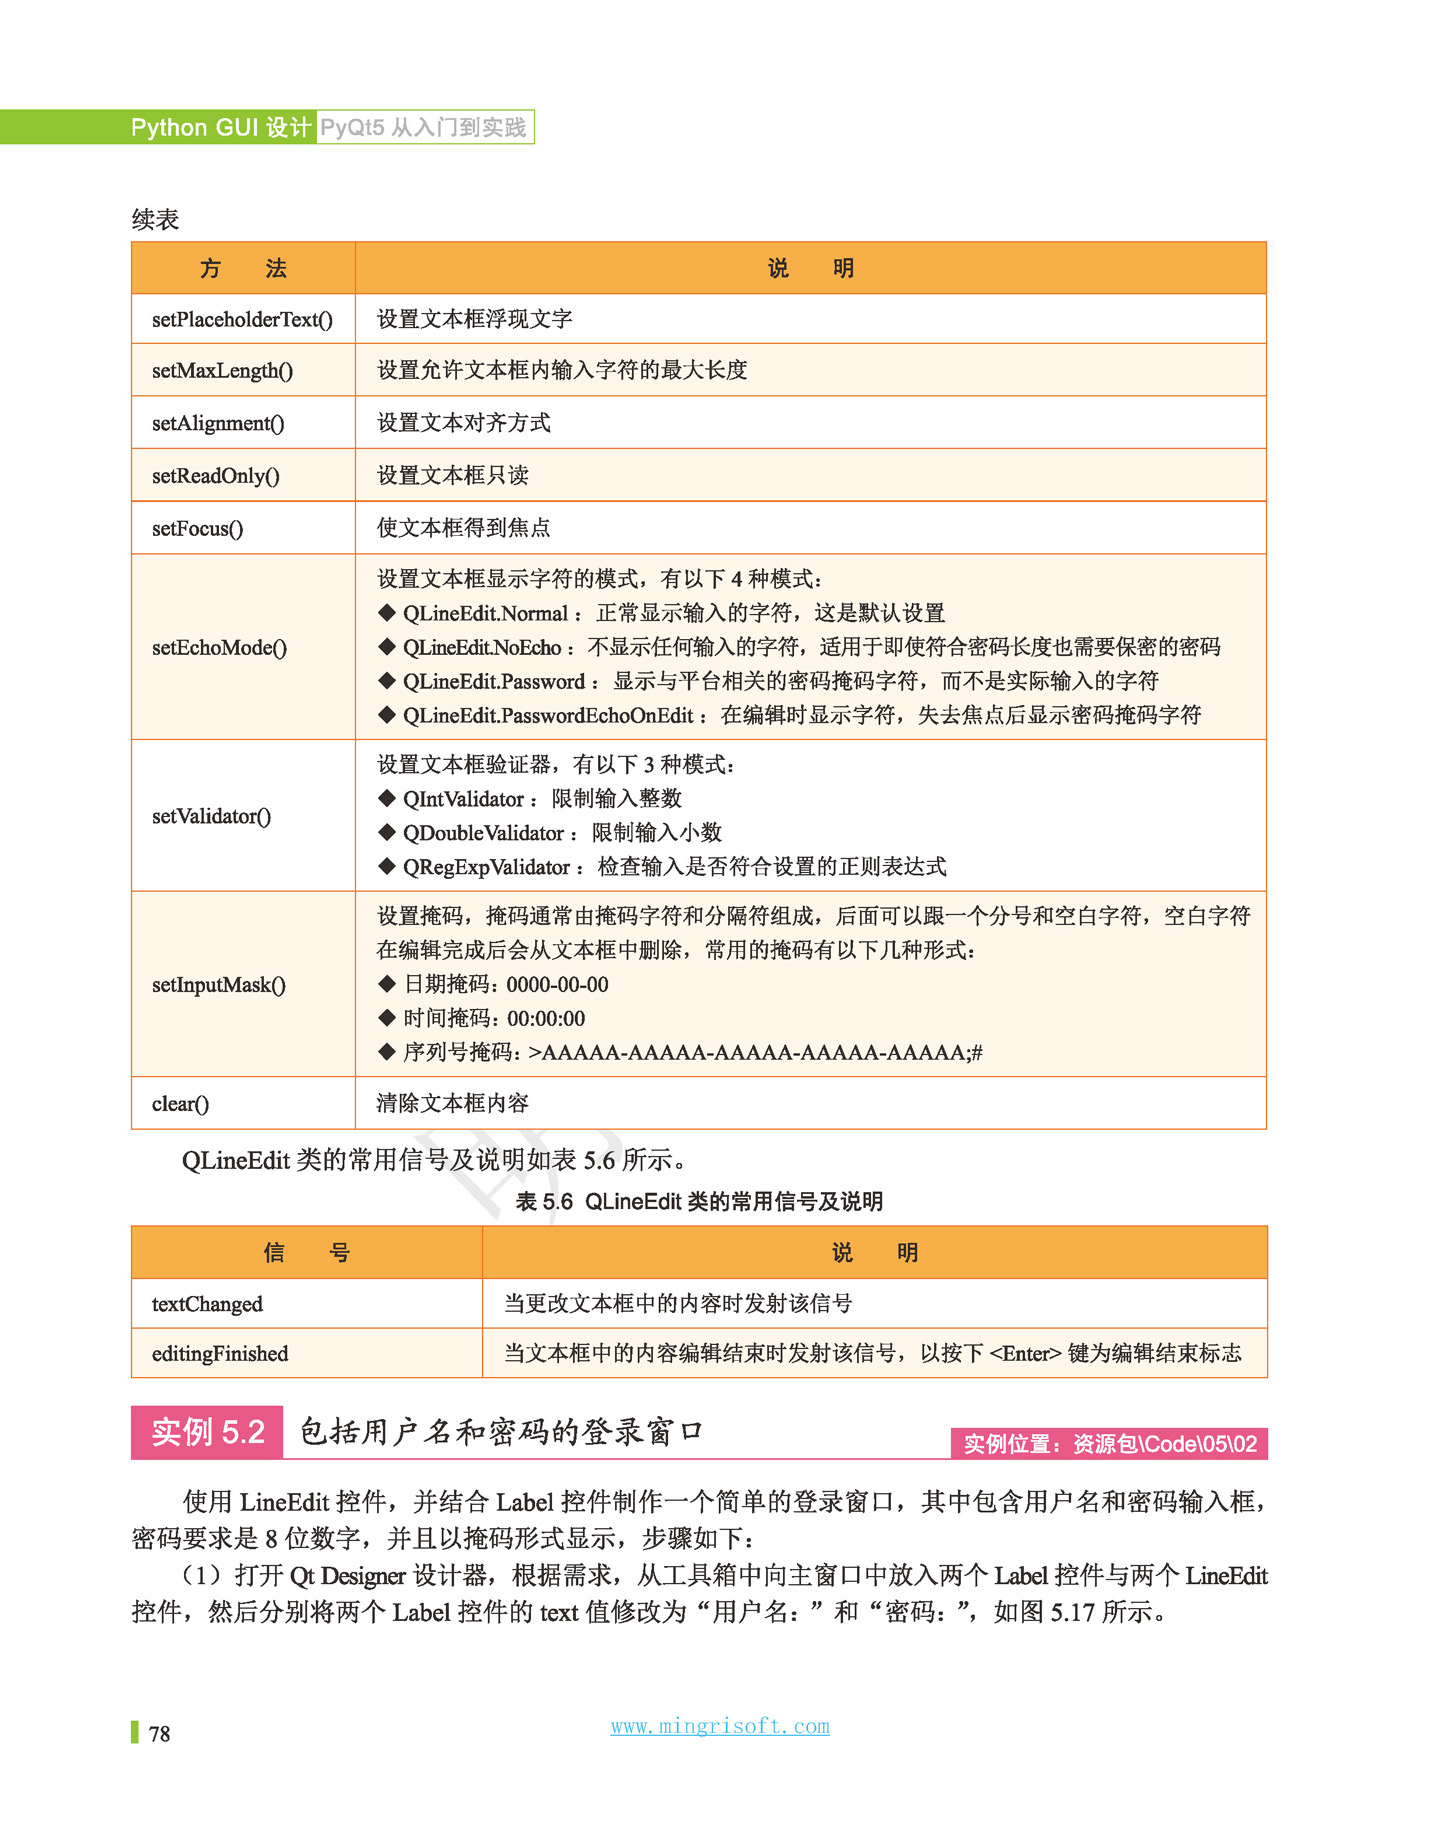 Python GUI 设计 PyQt5 从入门到实践
续表
方 法 说 明
setPlaceholderText() 设置文本框浮现文字
setMaxLength() 设置允许文本框内输入字符的最大长度
setAlignment() 设置文本对齐方式
setReadOnly() 设置文本框只读
setFocus() 使文本框得到焦点
setEchoMode()
设置文本框显示字符的模式，有以下 4 种模式：
◆ QLineEdit.Normal：正常显示输入的字符，这是默认设置
◆ QLineEdit.NoEcho：不显示任何输入的字符，适用于即使符合密码长度也需要保密的密码
◆ QLineEdit.Password：显示与平台相关的密码掩码字符，而不是实际输入的字符
◆ QLineEdit.PasswordEchoOnEdit：在编辑时显示字符，失去焦点后显示密码掩码字符
setValidator()
设置文本框验证器，有以下 3 种模式：
◆ QIntValidator：限制输入整数
◆ QDoubleValidator：限制输入小数
◆ QRegExpValidator：检查输入是否符合设置的正则表达式
setInputMask()
设置掩码，掩码通常由掩码字符和分隔符组成，后面可以跟一个分号和空白字符，空白字符
在编辑完成后会从文本框中删除，常用的掩码有以下几种形式：
◆ 日期掩码：0000-00-00
◆ 时间掩码：00:00:00
◆ 序列号掩码：>AAAAA-AAAAA-AAAAA-AAAAA-AAAAA;#
clear() 清除文本框内容
QLineEdit 类的常用信号及说明如表 5.6 所示。
表 5.6 QLineEdit 类的常用信号及说明
信 号 说 明
textChanged 当更改文本框中的内容时发射该信号
editingFinished 当文本框中的内容编辑结束时发射该信号，以按下 <Enter> 键为编辑结束标志
实例 5.2 包括用户名和密码的登录窗口
实例位置：资源包\Code\05\02
使用 LineEdit 控件，并结合 Label 控件制作一个简单的登录窗口，其中包含用户名和密码输入框，
密码要求是 8 位数字，并且以掩码形式显示，步骤如下：
（1）打开 Qt Designer 设计器，根据需求，从工具箱中向主窗口中放入两个 Label 控件与两个 LineEdit
控件，然后分别将两个 Label 控件的 text 值修改为“用户名：”和“密码：”，如图 5.17 所示。
78
www.mingrisoft.com